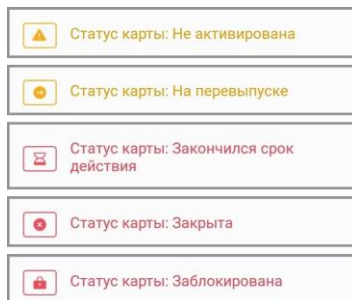 Статус карты: Не активирована
Статус карты: На перевыпуске
Статус карты: Закончился срок
действия
Статус карты: Закрыта
Статус карты: Заблокирована